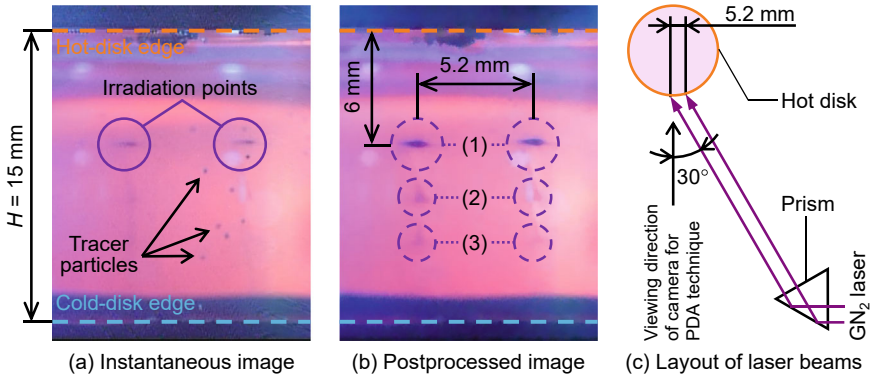 Hot-disk edge
Irradiation points
H = 15 mm
Tracer
particles
Cold-disk edge
(a) Instantaneous image
6 mm
5.2 mm
(1)
(2)
(3)
(b) Postprocessed image
5.2 mm
Hot disk
30°
Prism
Viewing direction
of camera for
PDA technique
GN₂ laser
(c) Layout of laser beams